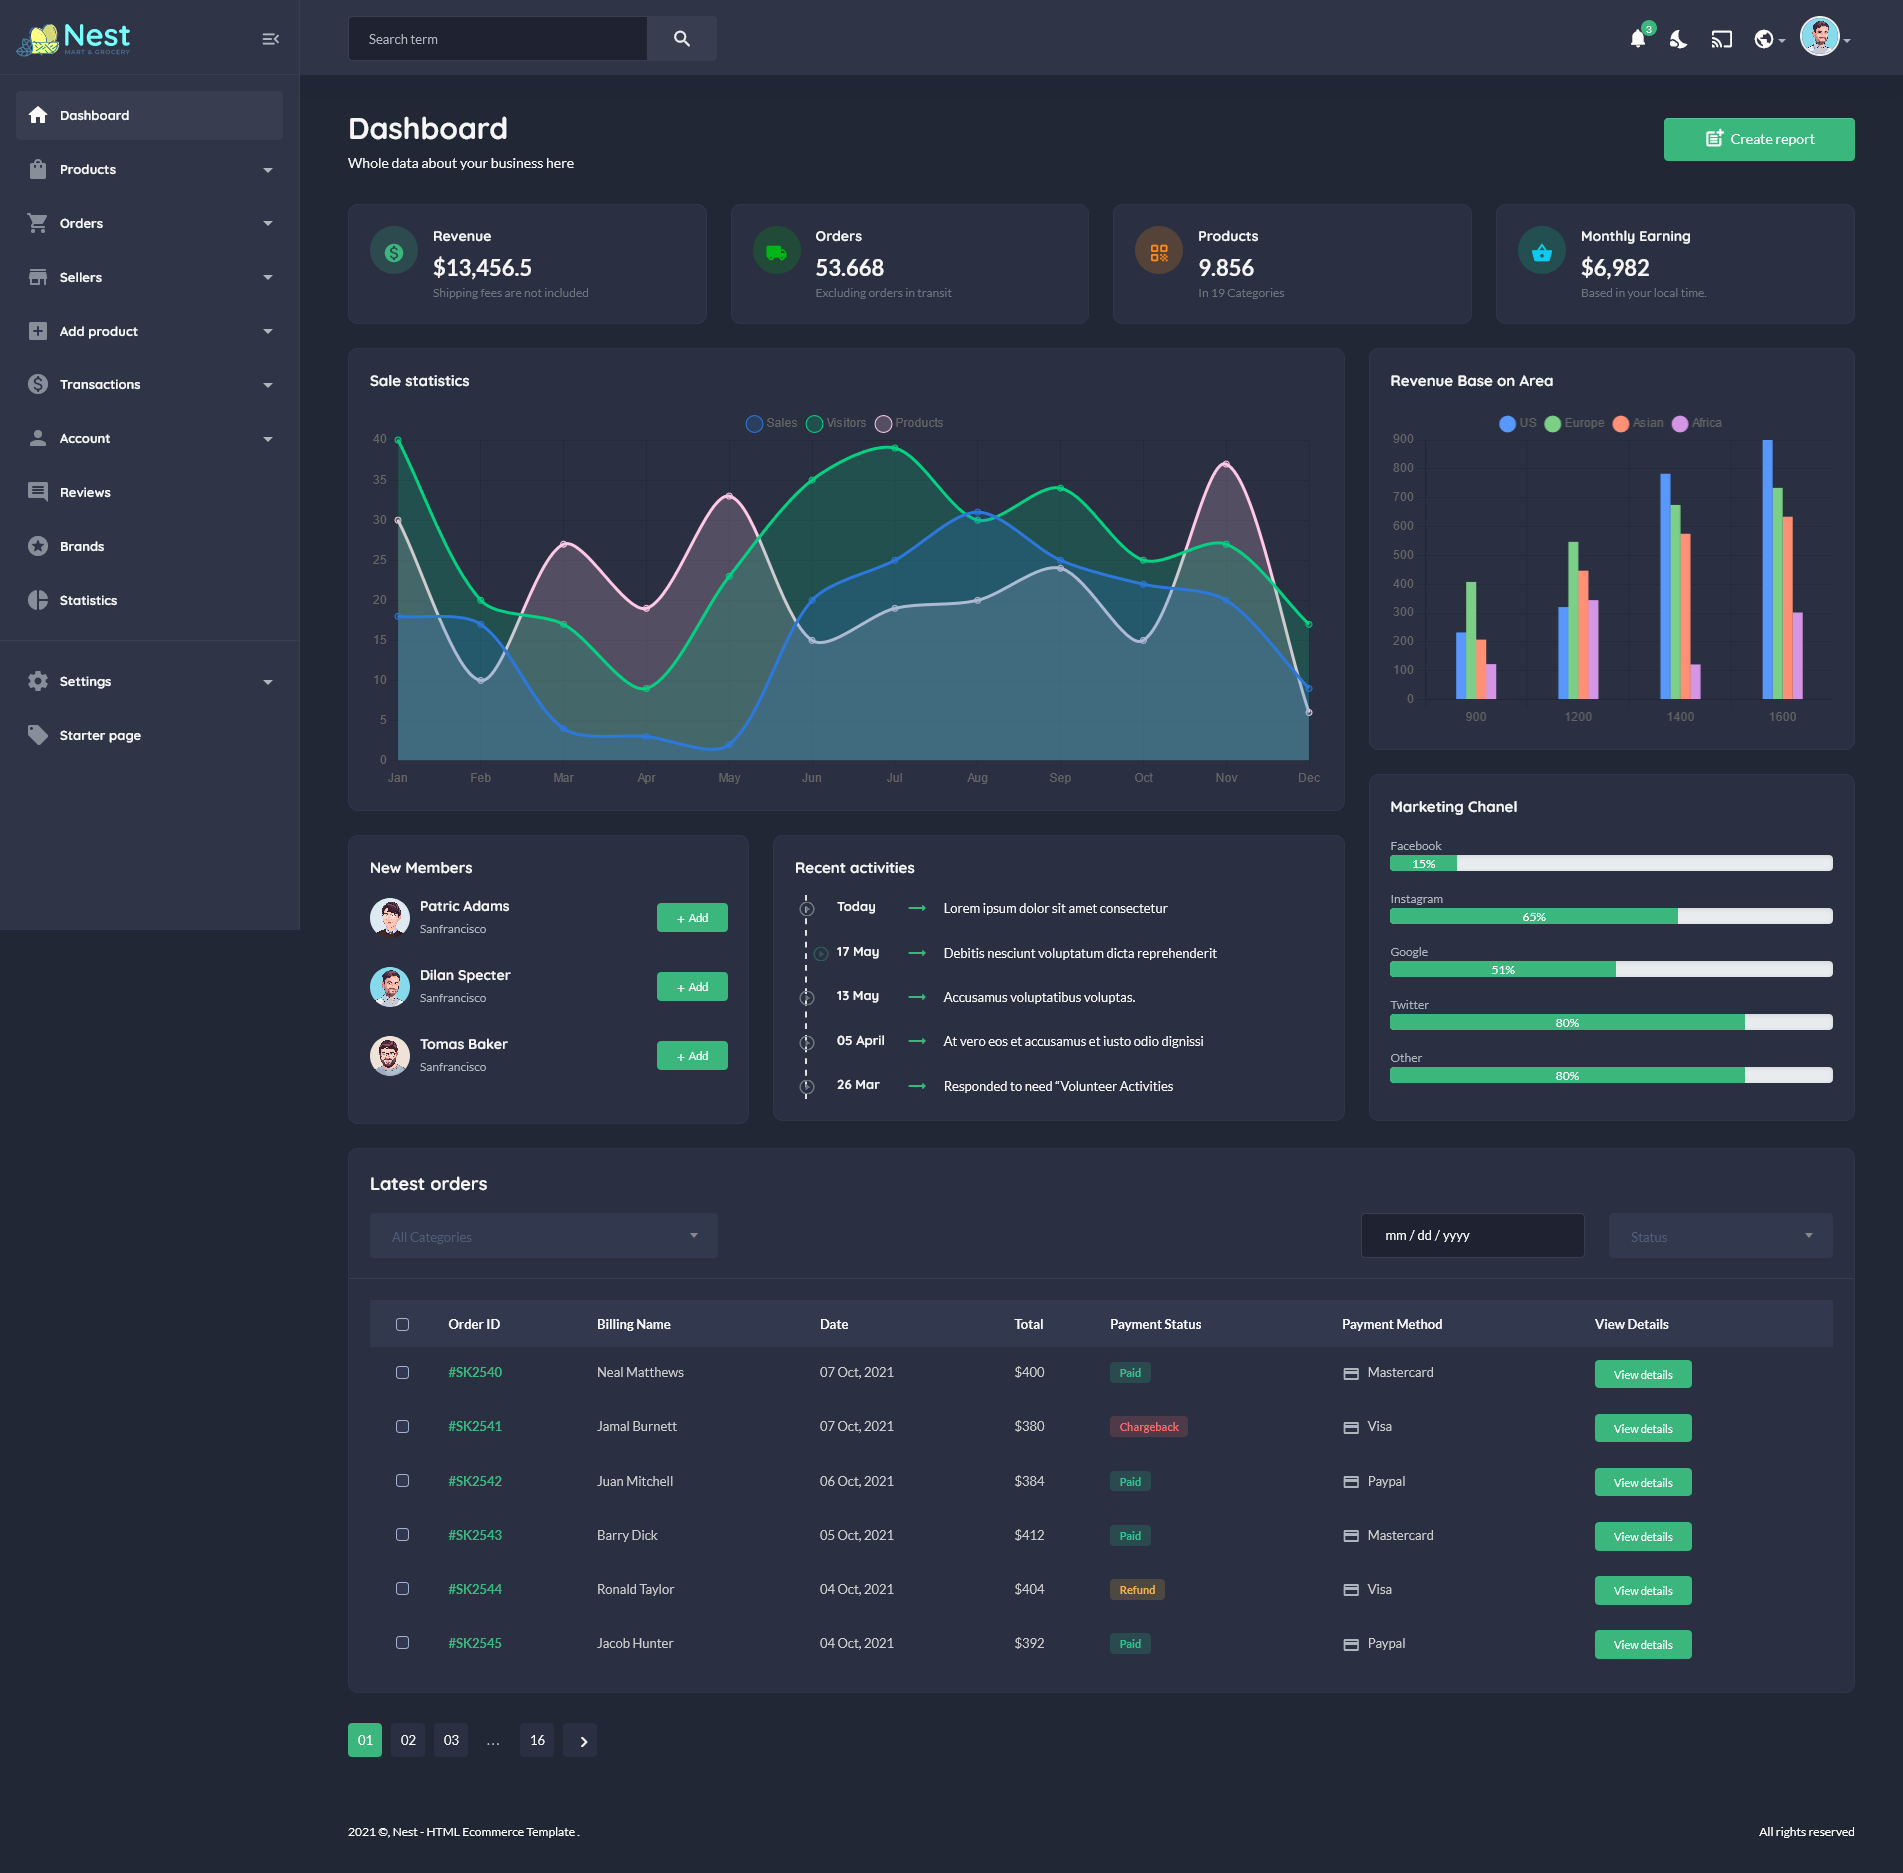 Nest
MART & GROCERY
Search term
3
Dashboard
Products
Orders
Sellers
Add product
Transactions
Account
Reviews
Brands
Statistics
Settings
Starter page
Dashboard
Whole data about your business here
Create report
Revenue
$13,456.5
Shipping fees are not included
Orders
53.668
Excluding orders in transit
Products
9.856
In 19 Categories
Monthly Earning
$6,982
Based in your local time.
Sale statistics
Sales Visitors Products
40
35
30
25
20
15
10
5
0
Jan Feb Mar Apr May Jun Jul Aug Sep Oct Nov Dec
Revenue Base on Area
US Europe Asian Africa
900
800
700
600
500
400
300
200
100
0
900 1200 1400 1600
New Members
Patric Adams
Sanfrancisco
+ Add
Dilan Specter
Sanfrancisco
+ Add
Tomas Baker
Sanfrancisco
+ Add
Recent activities
Today Lorem ipsum dolor sit amet consectetur
17 May Debitis nesciunt voluptatum dicta reprehenderit
13 May Accusamus voluptatibus voluptas.
05 April At vero eos et accusamus et iusto odio dignissi
26 Mar Responded to need “Volunteer Activities
Marketing Chanel
Facebook
15%
Instagram
65%
Google
51%
Twitter
80%
Other
80%
Latest orders
All Categories mm / dd / yyyy Status
Order ID Billing Name Date Total Payment Status Payment Method View Details
#SK2540 Neal Matthews 07 Oct, 2021 $400 Paid Mastercard View details
#SK2541 Jamal Burnett 07 Oct, 2021 $380 Chargeback Visa View details
#SK2542 Juan Mitchell 06 Oct, 2021 $384 Paid Paypal View details
#SK2543 Barry Dick 05 Oct, 2021 $412 Paid Mastercard View details
#SK2544 Ronald Taylor 04 Oct, 2021 $404 Refund Visa View details
#SK2545 Jacob Hunter 04 Oct, 2021 $392 Paid Paypal View details
01 02 03 ... 16
2021 ©, Nest - HTML Ecommerce Template .
All rights reserved